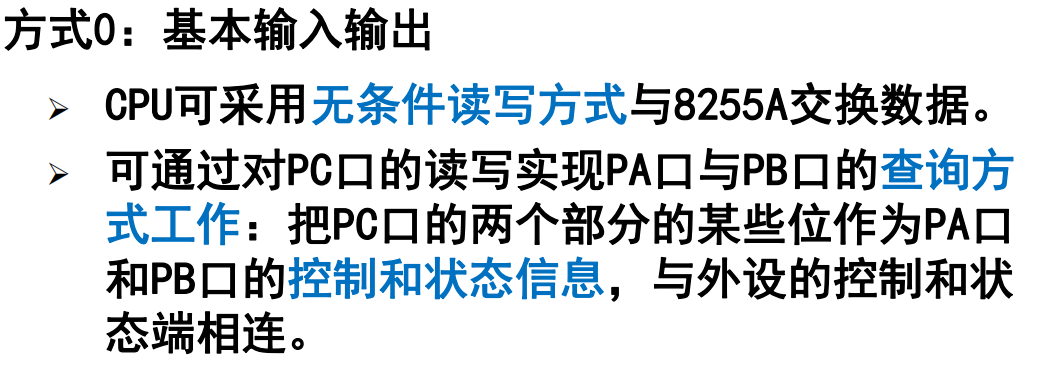 方式0：基本输入输出
➢ CPU可采用无条件读写方式与8255A交换数据。
➢ 可通过对PC口的读写实现PA口与PB口的查询方
式工作：把PC口的两个部分的某些位作为PA口
和PB口的控制和状态信息，与外设的控制和状
态端相连。